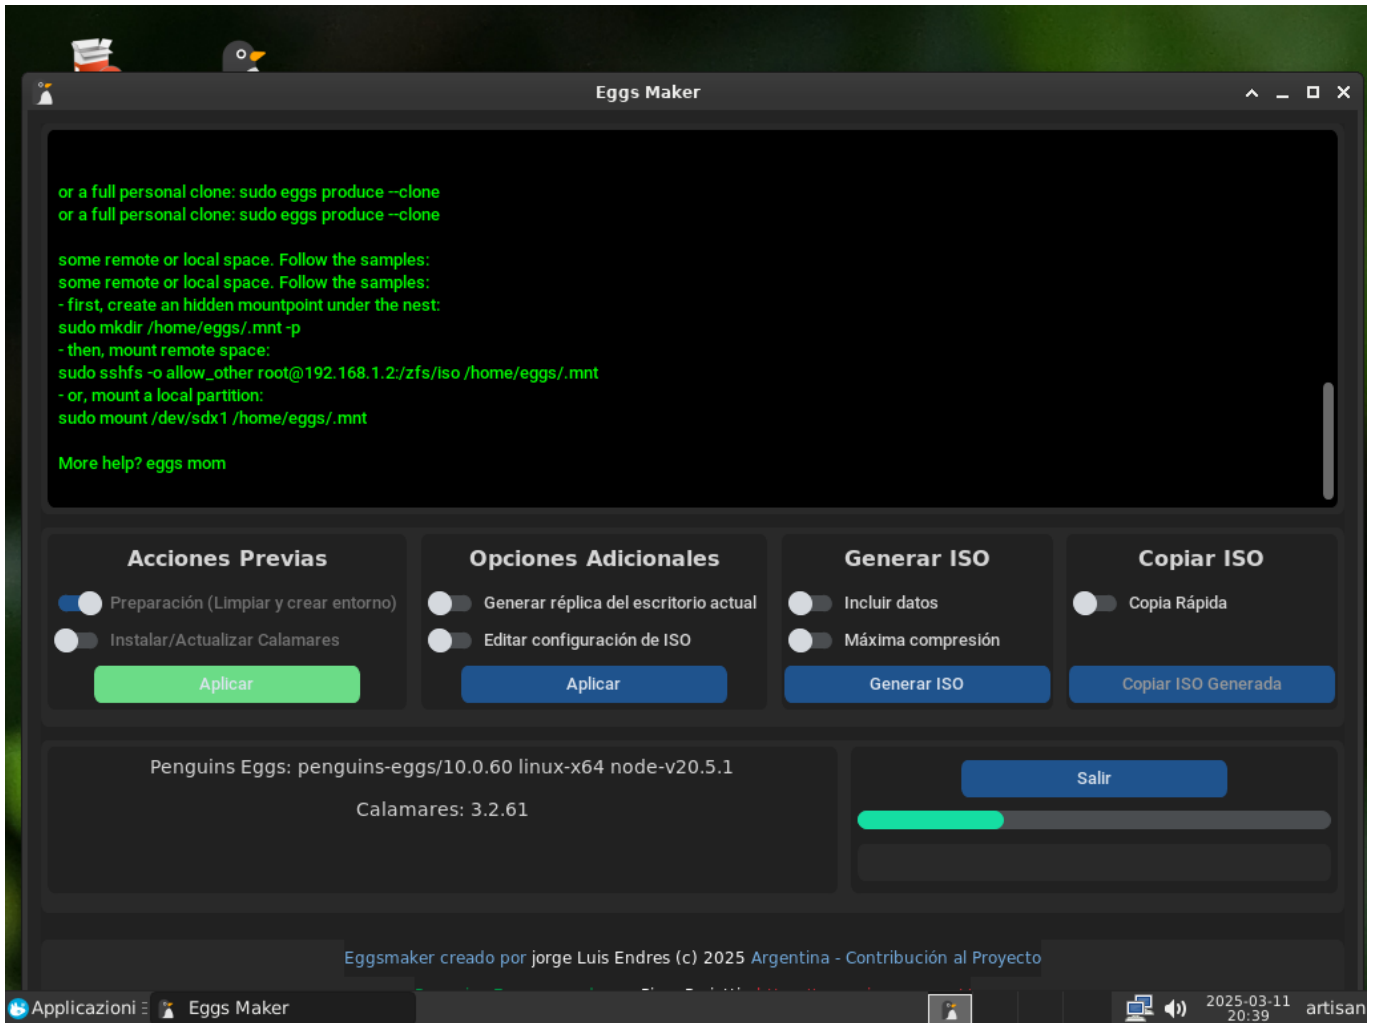 Eggs Maker
or a full personal clone: sudo eggs produce --clone
or a full personal clone: sudo eggs produce --clone
some remote or local space. Follow the samples:
some remote or local space. Follow the samples:
- first, create an hidden mountpoint under the nest:
sudo mkdir /home/eggs/.mnt -p
- then, mount remote space:
sudo sshfs -o allow_other root@192.168.1.2:/zfs/iso /home/eggs/.mnt
- or, mount a local partition:
sudo mount /dev/sdx1 /home/eggs/.mnt
More help? eggs mom
Acciones Previas
Preparación (Limpiar y crear entorno)
Instalar/Actualizar Calamares
Aplicar
Opciones Adicionales
Generar réplica del escritorio actual
Editar configuración de ISO
Aplicar
Generar ISO
Incluir datos
Máxima compresión
Generar ISO
Copiar ISO
Copia Rápida
Copiar ISO Generada
Penguins Eggs: penguins-eggs/10.0.60 linux-x64 node-v20.5.1
Calamares: 3.2.61
Salir
Eggsmaker creado por jorge Luis Endres (c) 2025 Argentina - Contribución al Proyecto
Applicazioni
Eggs Maker
2025-03-11
20:39
artisan